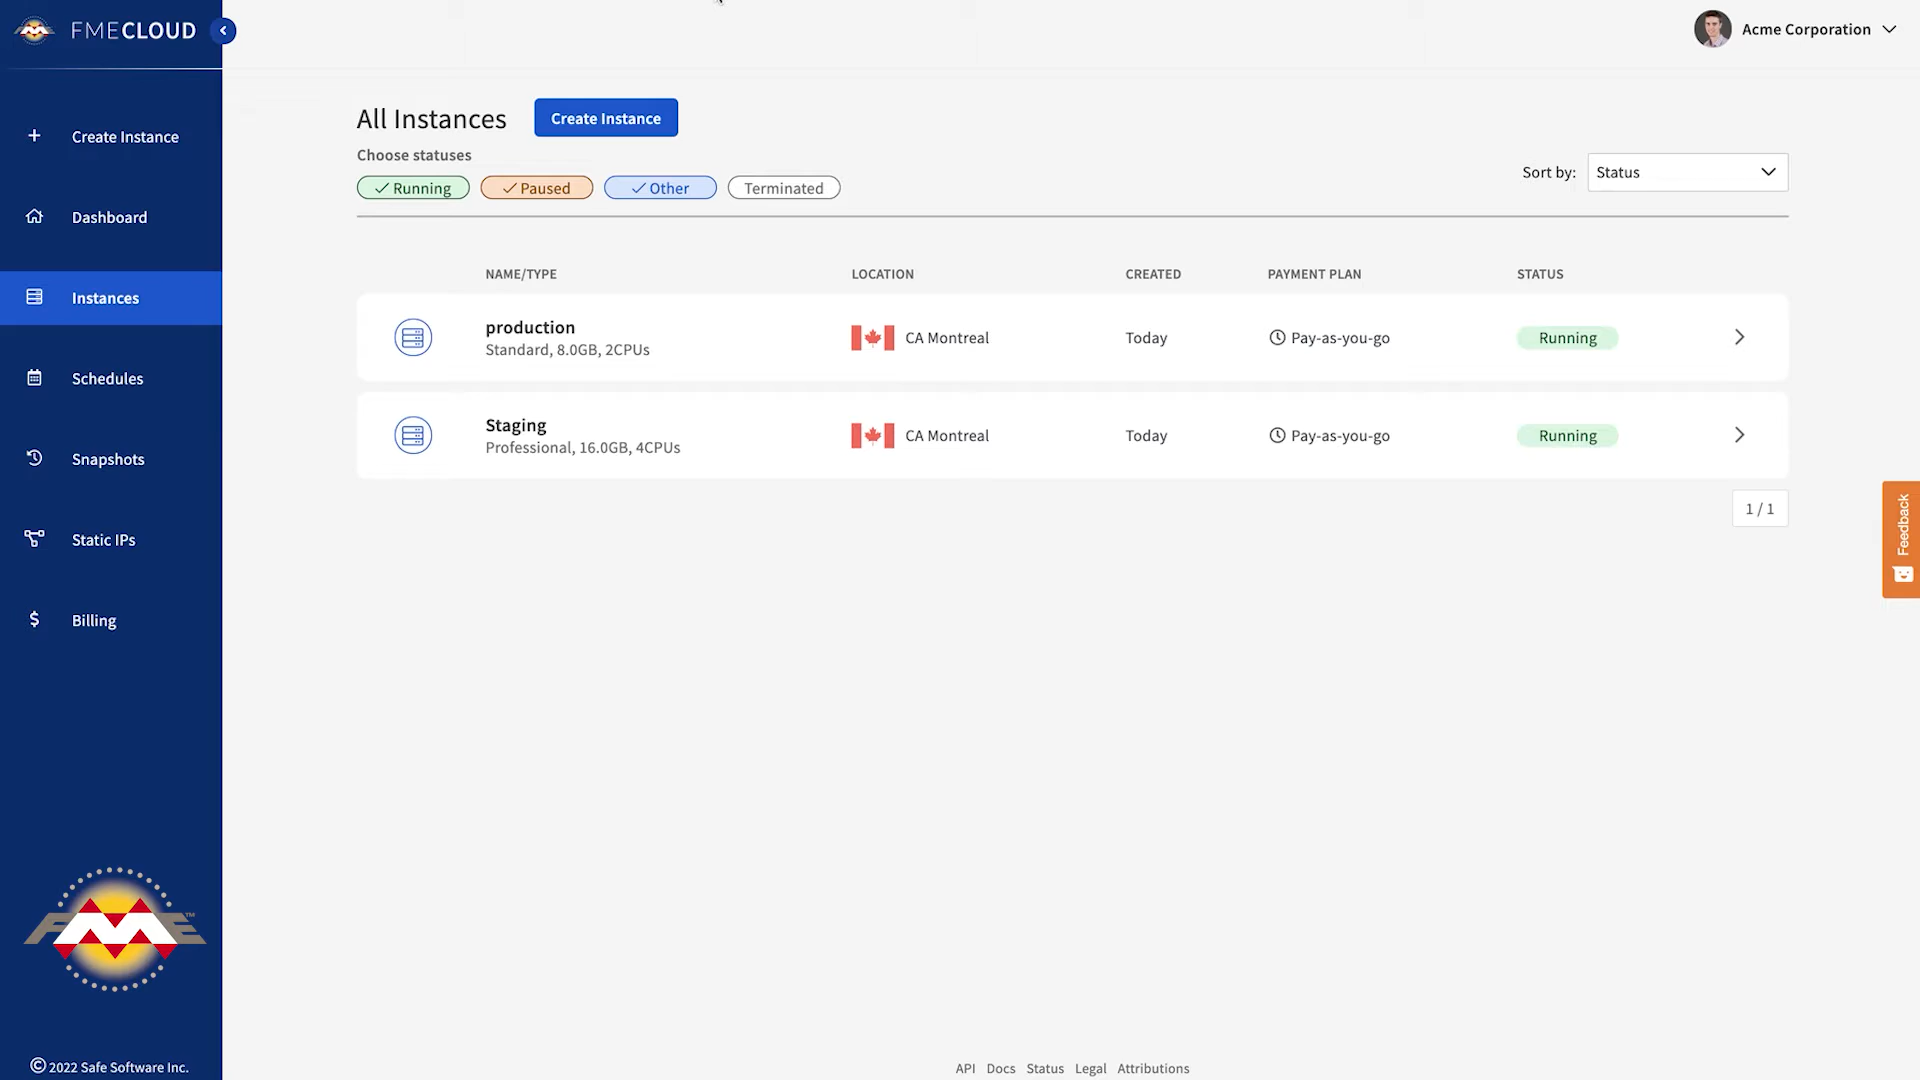 FMECLOUD
Acme Corporation
Create Instance
Dashboard
Instances
Schedules
Snapshots
Static IPs
Billing
FME™
© 2022 Safe Software Inc.
All Instances
Create Instance
Choose statuses
Running
Paused
Other
Terminated
Sort by:
Status
NAME/TYPE
LOCATION
CREATED
PAYMENT PLAN
STATUS
production
Standard, 8.0GB, 2CPUs
CA Montreal
Today
Pay-as-you-go
Running
Staging
Professional, 16.0GB, 4CPUs
CA Montreal
Today
Pay-as-you-go
Running
1 / 1
Feedback
API Docs Status Legal Attributions